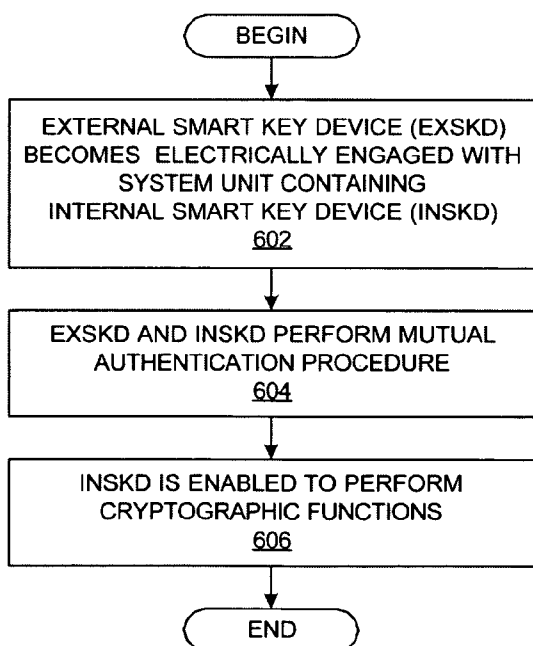 BEGIN
EXTERNAL SMART KEY DEVICE (EXSKD)
BECOMES ELECTRICALLY ENGAGED WITH
SYSTEM UNIT CONTAINING
INTERNAL SMART KEY DEVICE (INSKD)
602
EXSKD AND INSKD PERFORM MUTUAL
AUTHENTICATION PROCEDURE
604
INSKD IS ENABLED TO PERFORM
CRYPTOGRAPHIC FUNCTIONS
606
END